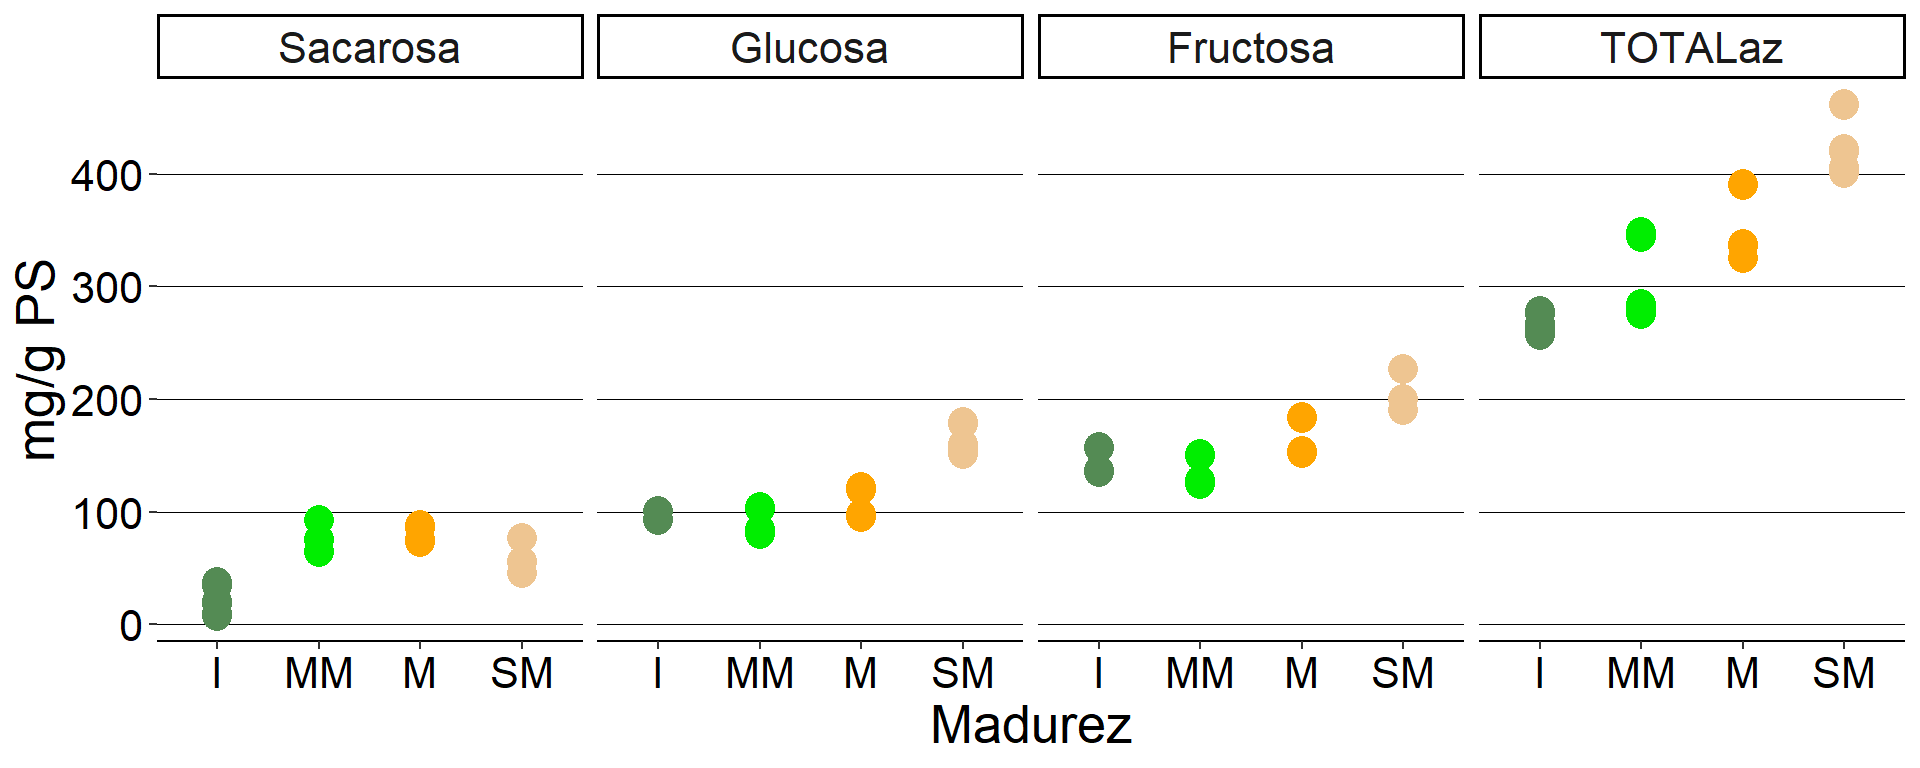 Sacarosa Glucosa Fructosa TOTALaz
mg/g PS
400
300
200
100
0
I MM M SM I MM M SM I MM M SM I MM M SM
Madurez